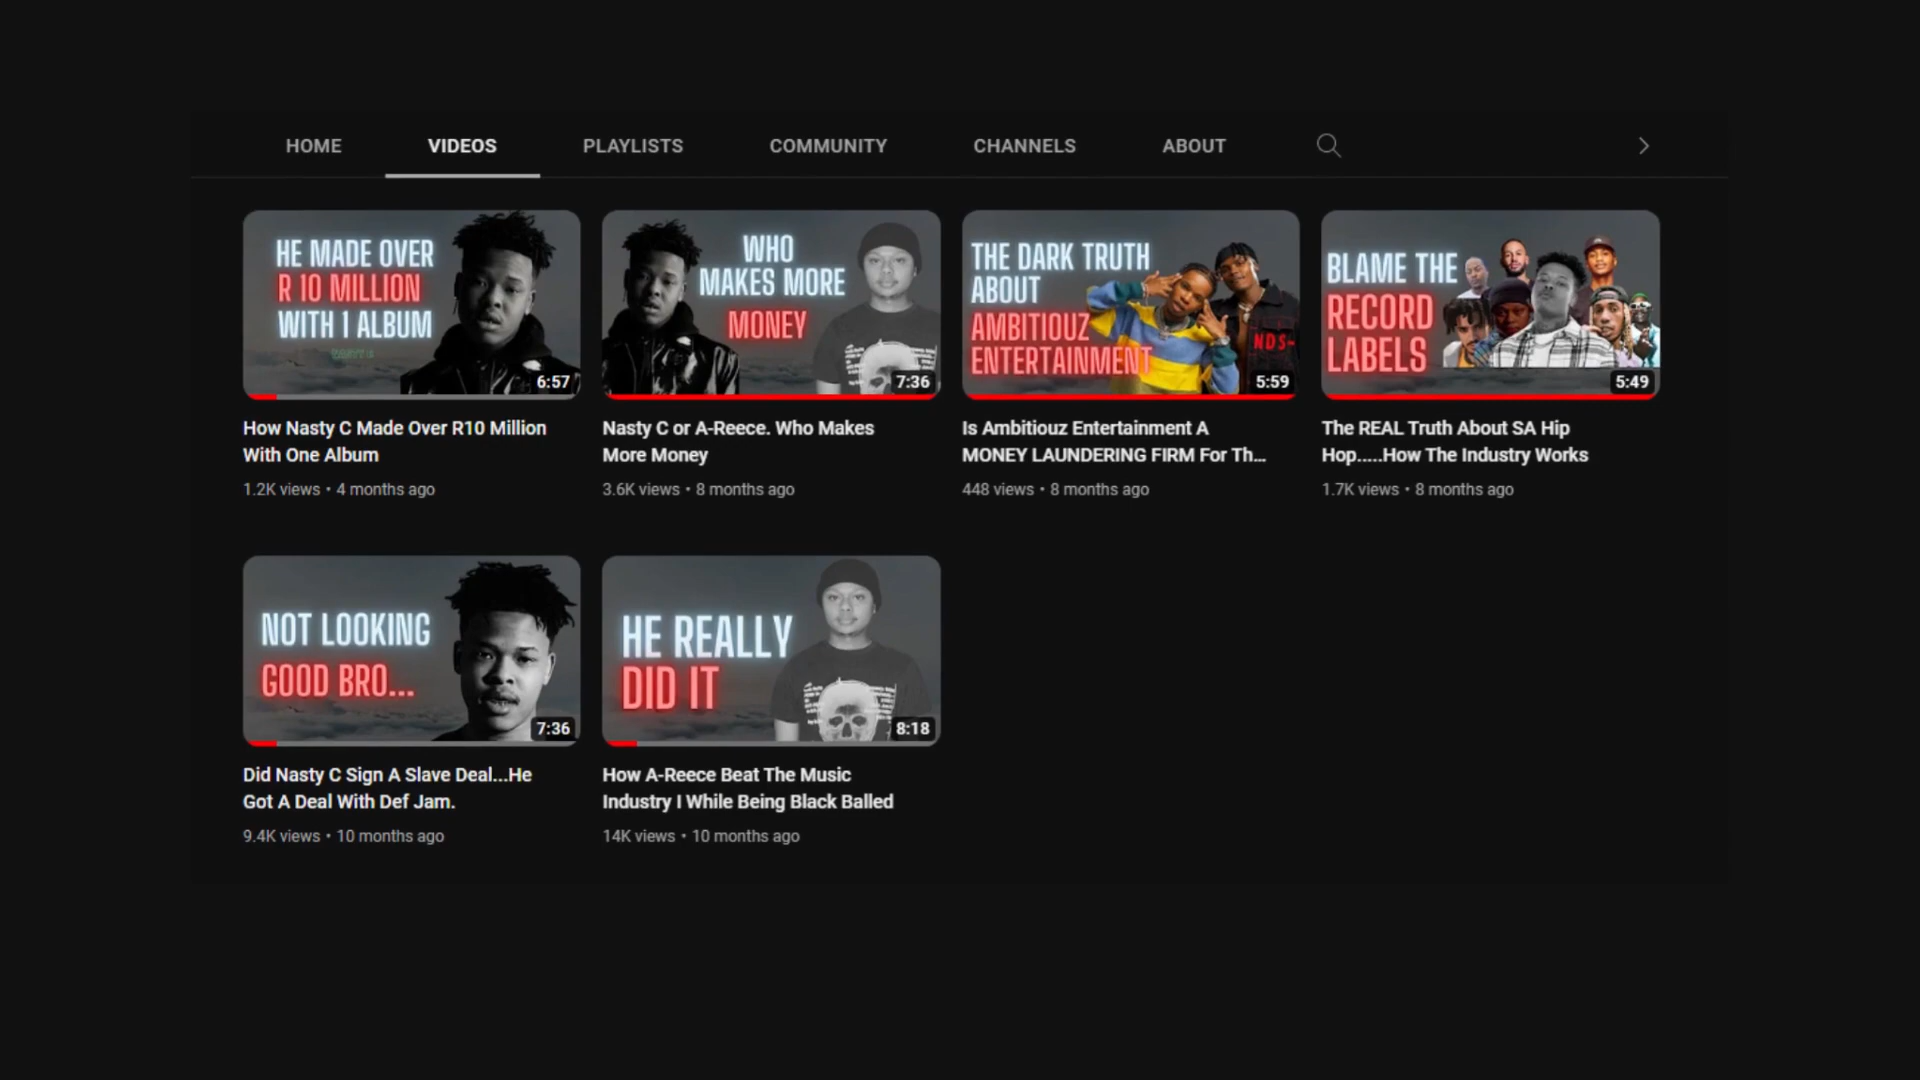 HOME
VIDEOS
PLAYLISTS
COMMUNITY
CHANNELS
ABOUT
HE MADE OVER
R 10 MILLION
WITH 1 ALBUM
NASTY C
6:57
How Nasty C Made Over R10 Million
With One Album
1.2K views • 4 months ago
WHO
MAKES MORE
MONEY
7:36
Nasty C or A-Reece. Who Makes
More Money
3.6K views • 8 months ago
THE DARK TRUTH
ABOUT
AMBITIOUZ
ENTERTAINMENT
NDS-
5:59
Is Ambitiouz Entertainment A
MONEY LAUNDERING FIRM For Th...
448 views • 8 months ago
BLAME THE
RECORD
LABELS
5:49
The REAL Truth About SA Hip
Hop.....How The Industry Works
1.7K views • 8 months ago
NOT LOOKING
GOOD BRO...
7:36
Did Nasty C Sign A Slave Deal...He
Got A Deal With Def Jam.
9.4K views • 10 months ago
HE REALLY
DID IT
8:18
How A-Reece Beat The Music
Industry I While Being Black Balled
14K views • 10 months ago